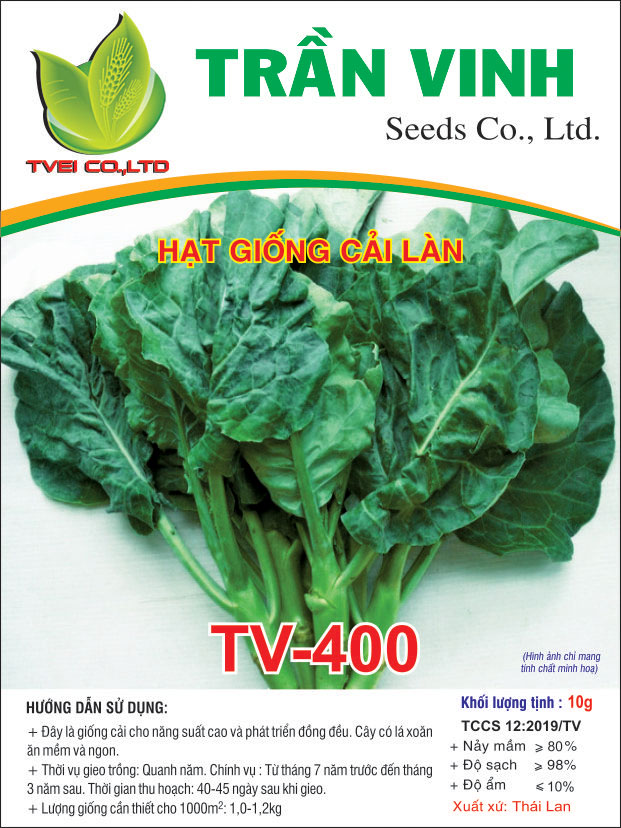 TRẦN VINH
Seeds Co., Ltd.
TVEI CO.,LTD
HẠT GIỐNG CẢI LÀN
TV-400
(Hình ảnh chỉ mang
tính chất minh hoạ)
HƯỚNG DẪN SỬ DỤNG:
+ Đây là giống cải cho năng suất cao và phát triển đồng đều. Cây có lá xoăn
ăn mềm và ngon.
+ Thời vụ gieo trồng: Quanh năm. Chính vụ : Từ tháng 7 năm trước đến tháng
3 năm sau. Thời gian thu hoạch: 40-45 ngày sau khi gieo.
+ Lượng giống cần thiết cho 1000m²: 1,0-1,2kg
Khối lượng tịnh : 10g
TCCS 12:2019/TV
+ Nảy mầm ⩾ 80%
+ Độ sạch ⩾ 98%
+ Độ ẩm ⩽ 10%
Xuất xứ: Thái Lan